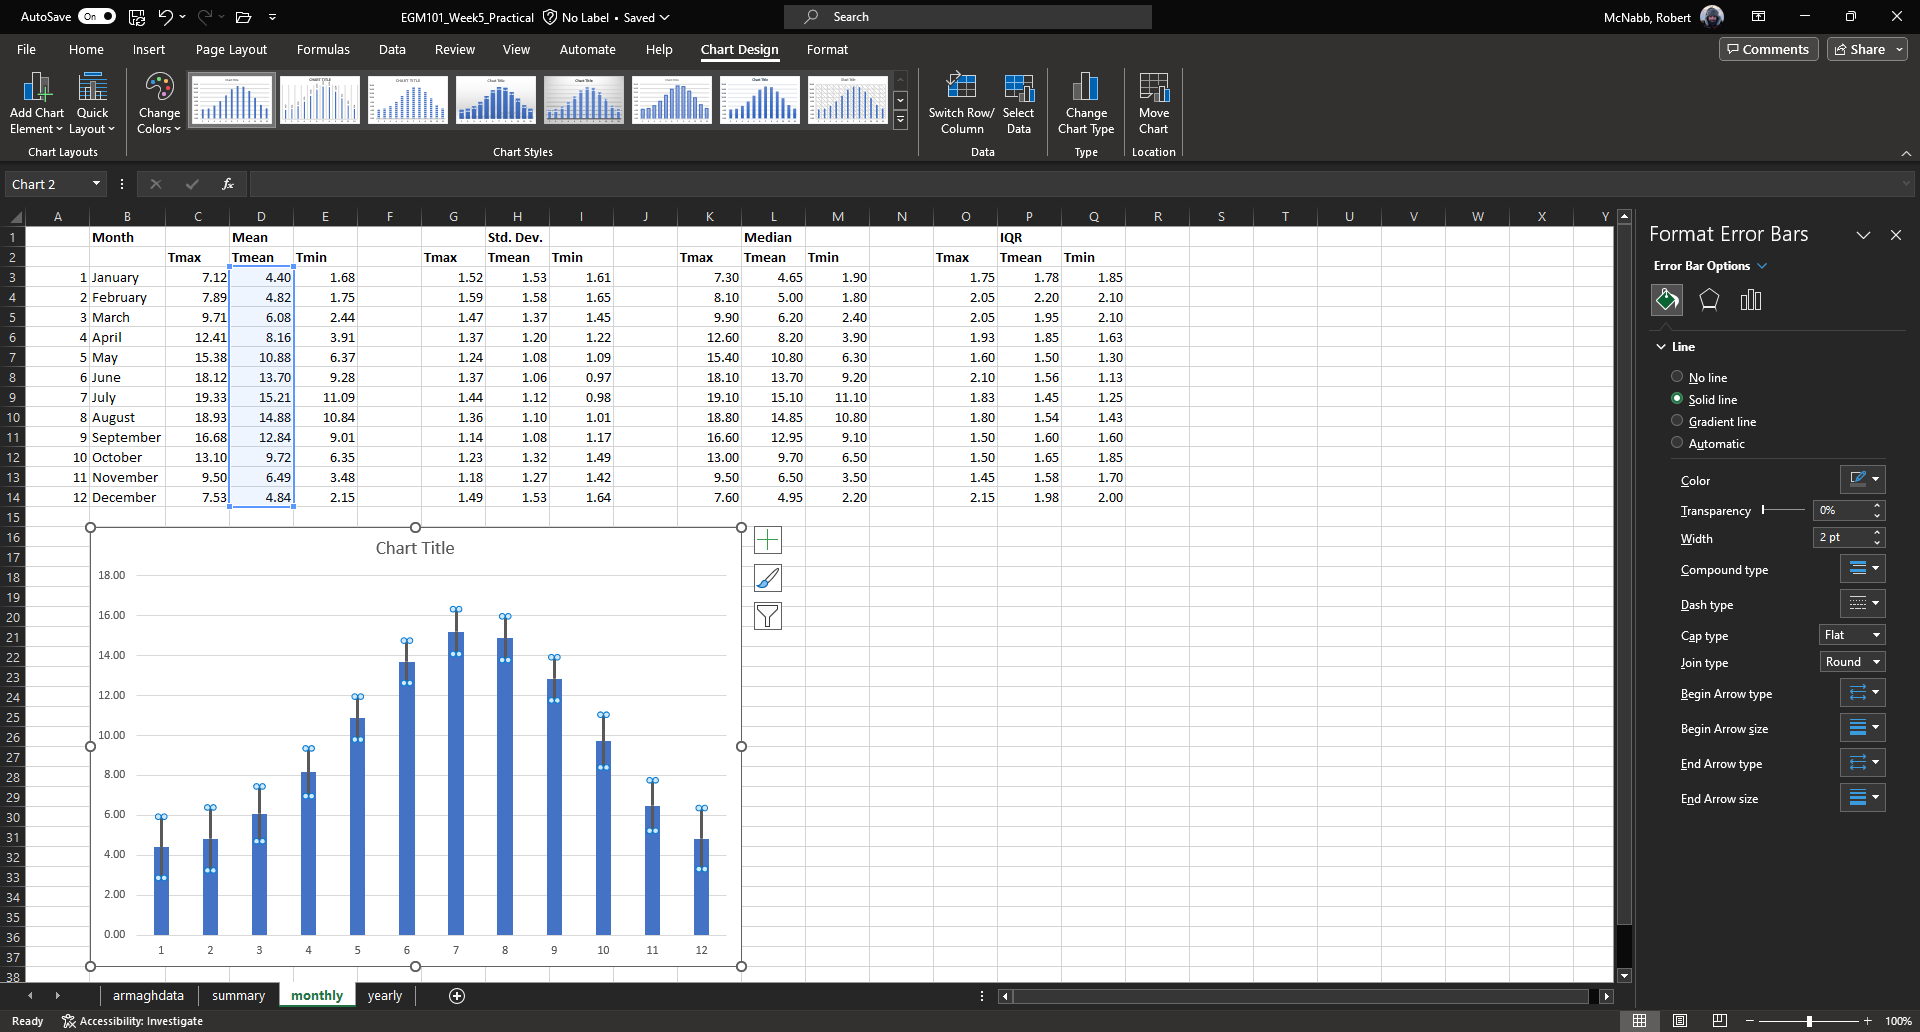 AutoSave On EGM101_Week5_Practical No Label • Saved Search McNabb, Robert
File Home Insert Page Layout Formulas Data Review View Automate Help Chart Design Format Comments Share
Add Chart Element Quick Layout Change Colors Switch Row/ Column Select Data Change Chart Type Move Chart
Chart Layouts Chart Styles Data Type Location
Chart 2 fx
A B C D E F G H I J K L M N O P Q R S T U V W X Y
1 Month Mean Std. Dev. Median IQR
2 Tmax Tmean Tmin Tmax Tmean Tmin Tmax Tmean Tmin Tmax Tmean Tmin
3 1 January 7.12 4.40 1.68 1.52 1.53 1.61 7.30 4.65 1.90 1.75 1.78 1.85
4 2 February 7.89 4.82 1.75 1.59 1.58 1.65 8.10 5.00 1.80 2.05 2.20 2.10
5 3 March 9.71 6.08 2.44 1.47 1.37 1.45 9.90 6.20 2.40 2.05 1.95 2.10
6 4 April 12.41 8.16 3.91 1.37 1.20 1.22 12.60 8.20 3.90 1.93 1.85 1.63
7 5 May 15.38 10.88 6.37 1.24 1.08 1.09 15.40 10.80 6.30 1.60 1.50 1.30
8 6 June 18.12 13.70 9.28 1.37 1.06 0.97 18.10 13.70 9.20 2.10 1.56 1.13
9 7 July 19.33 15.21 11.09 1.44 1.12 0.98 19.10 15.10 11.10 1.83 1.45 1.25
10 8 August 18.93 14.88 10.84 1.36 1.10 1.01 18.80 14.85 10.80 1.80 1.54 1.43
11 9 September 16.68 12.84 9.01 1.14 1.08 1.17 16.60 12.95 9.10 1.50 1.60 1.60
12 10 October 13.10 9.72 6.35 1.23 1.32 1.49 13.00 9.70 6.50 1.50 1.65 1.85
13 11 November 9.50 6.49 3.48 1.18 1.27 1.42 9.50 6.50 3.50 1.45 1.58 1.70
14 12 December 7.53 4.84 2.15 1.49 1.53 1.64 7.60 4.95 2.20 2.15 1.98 2.00
15
16
17
18
19
20
21
22
23
24
25
26
27
28
29
30
31
32
33
34
35
36
37
38
Chart Title
18.00
16.00
14.00
12.00
10.00
8.00
6.00
4.00
2.00
0.00
1 2 3 4 5 6 7 8 9 10 11 12
Format Error Bars
Error Bar Options
Line
No line
Solid line
Gradient line
Automatic
Color
Transparency 0%
Width 2 pt
Compound type
Dash type
Cap type Flat
Join type Round
Begin Arrow type
Begin Arrow size
End Arrow type
End Arrow size
armaghdata summary monthly yearly
Ready Accessibility: Investigate 100%